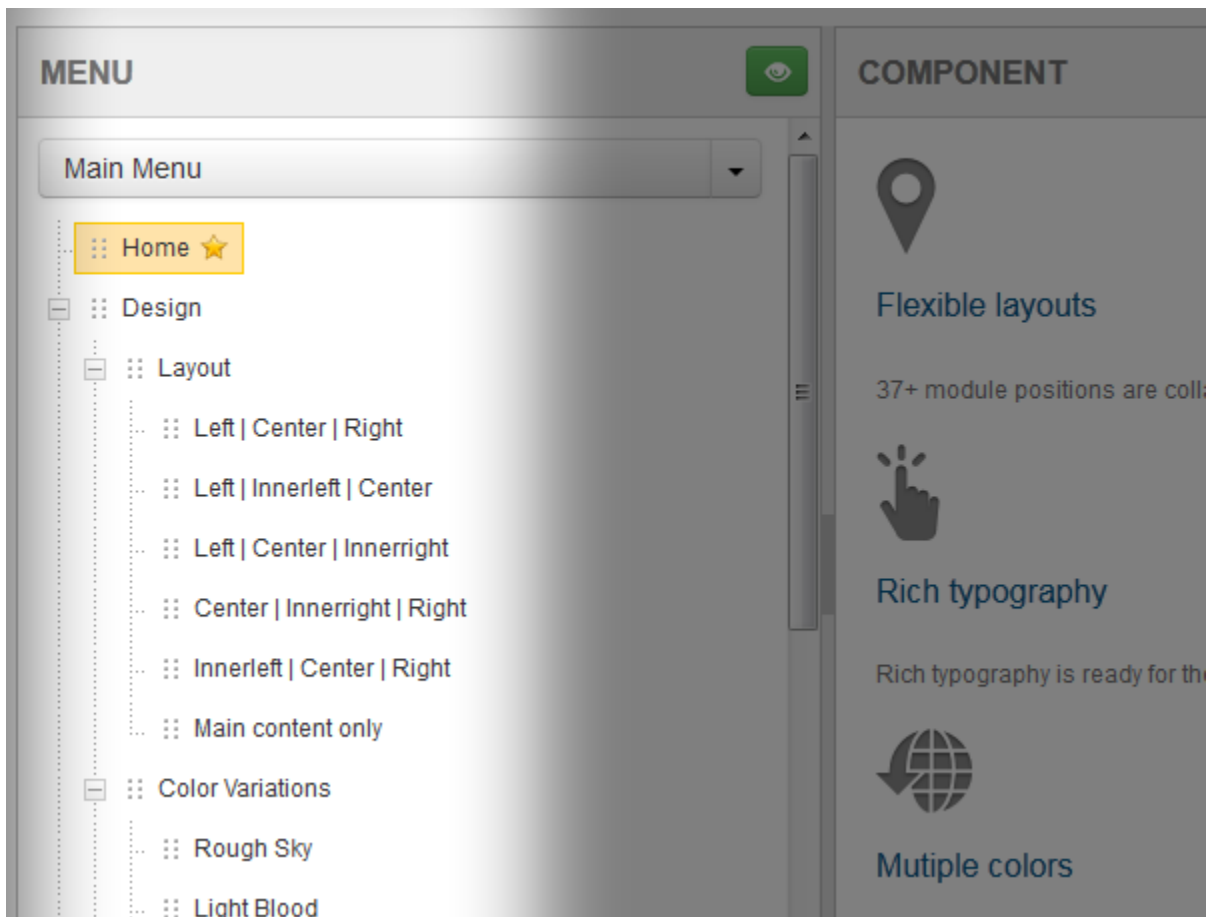 MENU
Main Menu
Home
Design
Layout
Left | Center | Right
Left | Innerleft | Center
Left | Center | Innerright
Center | Innerright | Right
Innerleft | Center | Right
Main content only
Color Variations
Rough Sky
Light Blood
COMPONENT
Flexible layouts
37+ module positions are
Rich typography
Rich typography is ready for
Mutiple colors